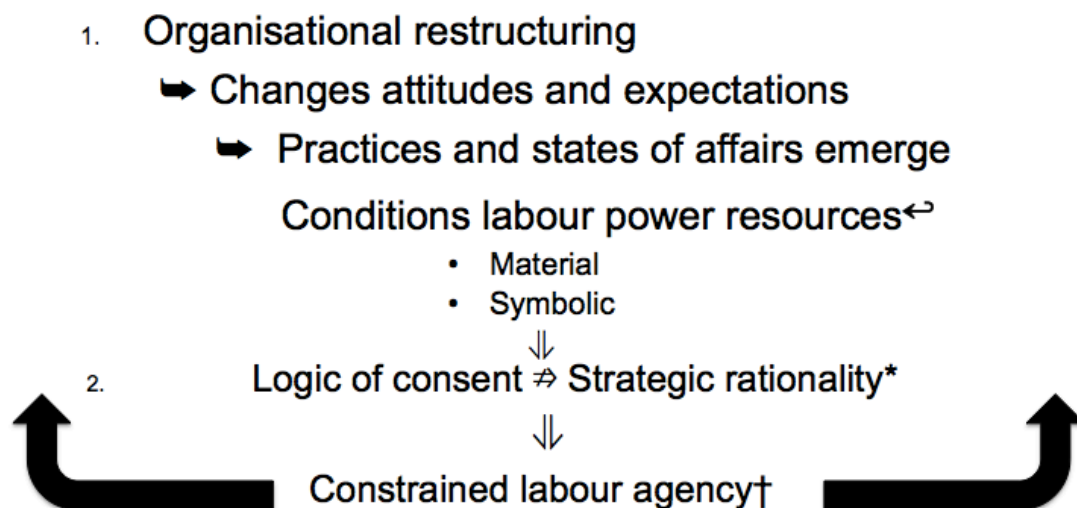 1. Organisational restructuring
➥ Changes attitudes and expectations
➥ Practices and states of affairs emerge
Conditions labour power resources↩
• Material
• Symbolic
⇓
2. Logic of consent ⇏ Strategic rationality*
⇓
Constrained labour agency†